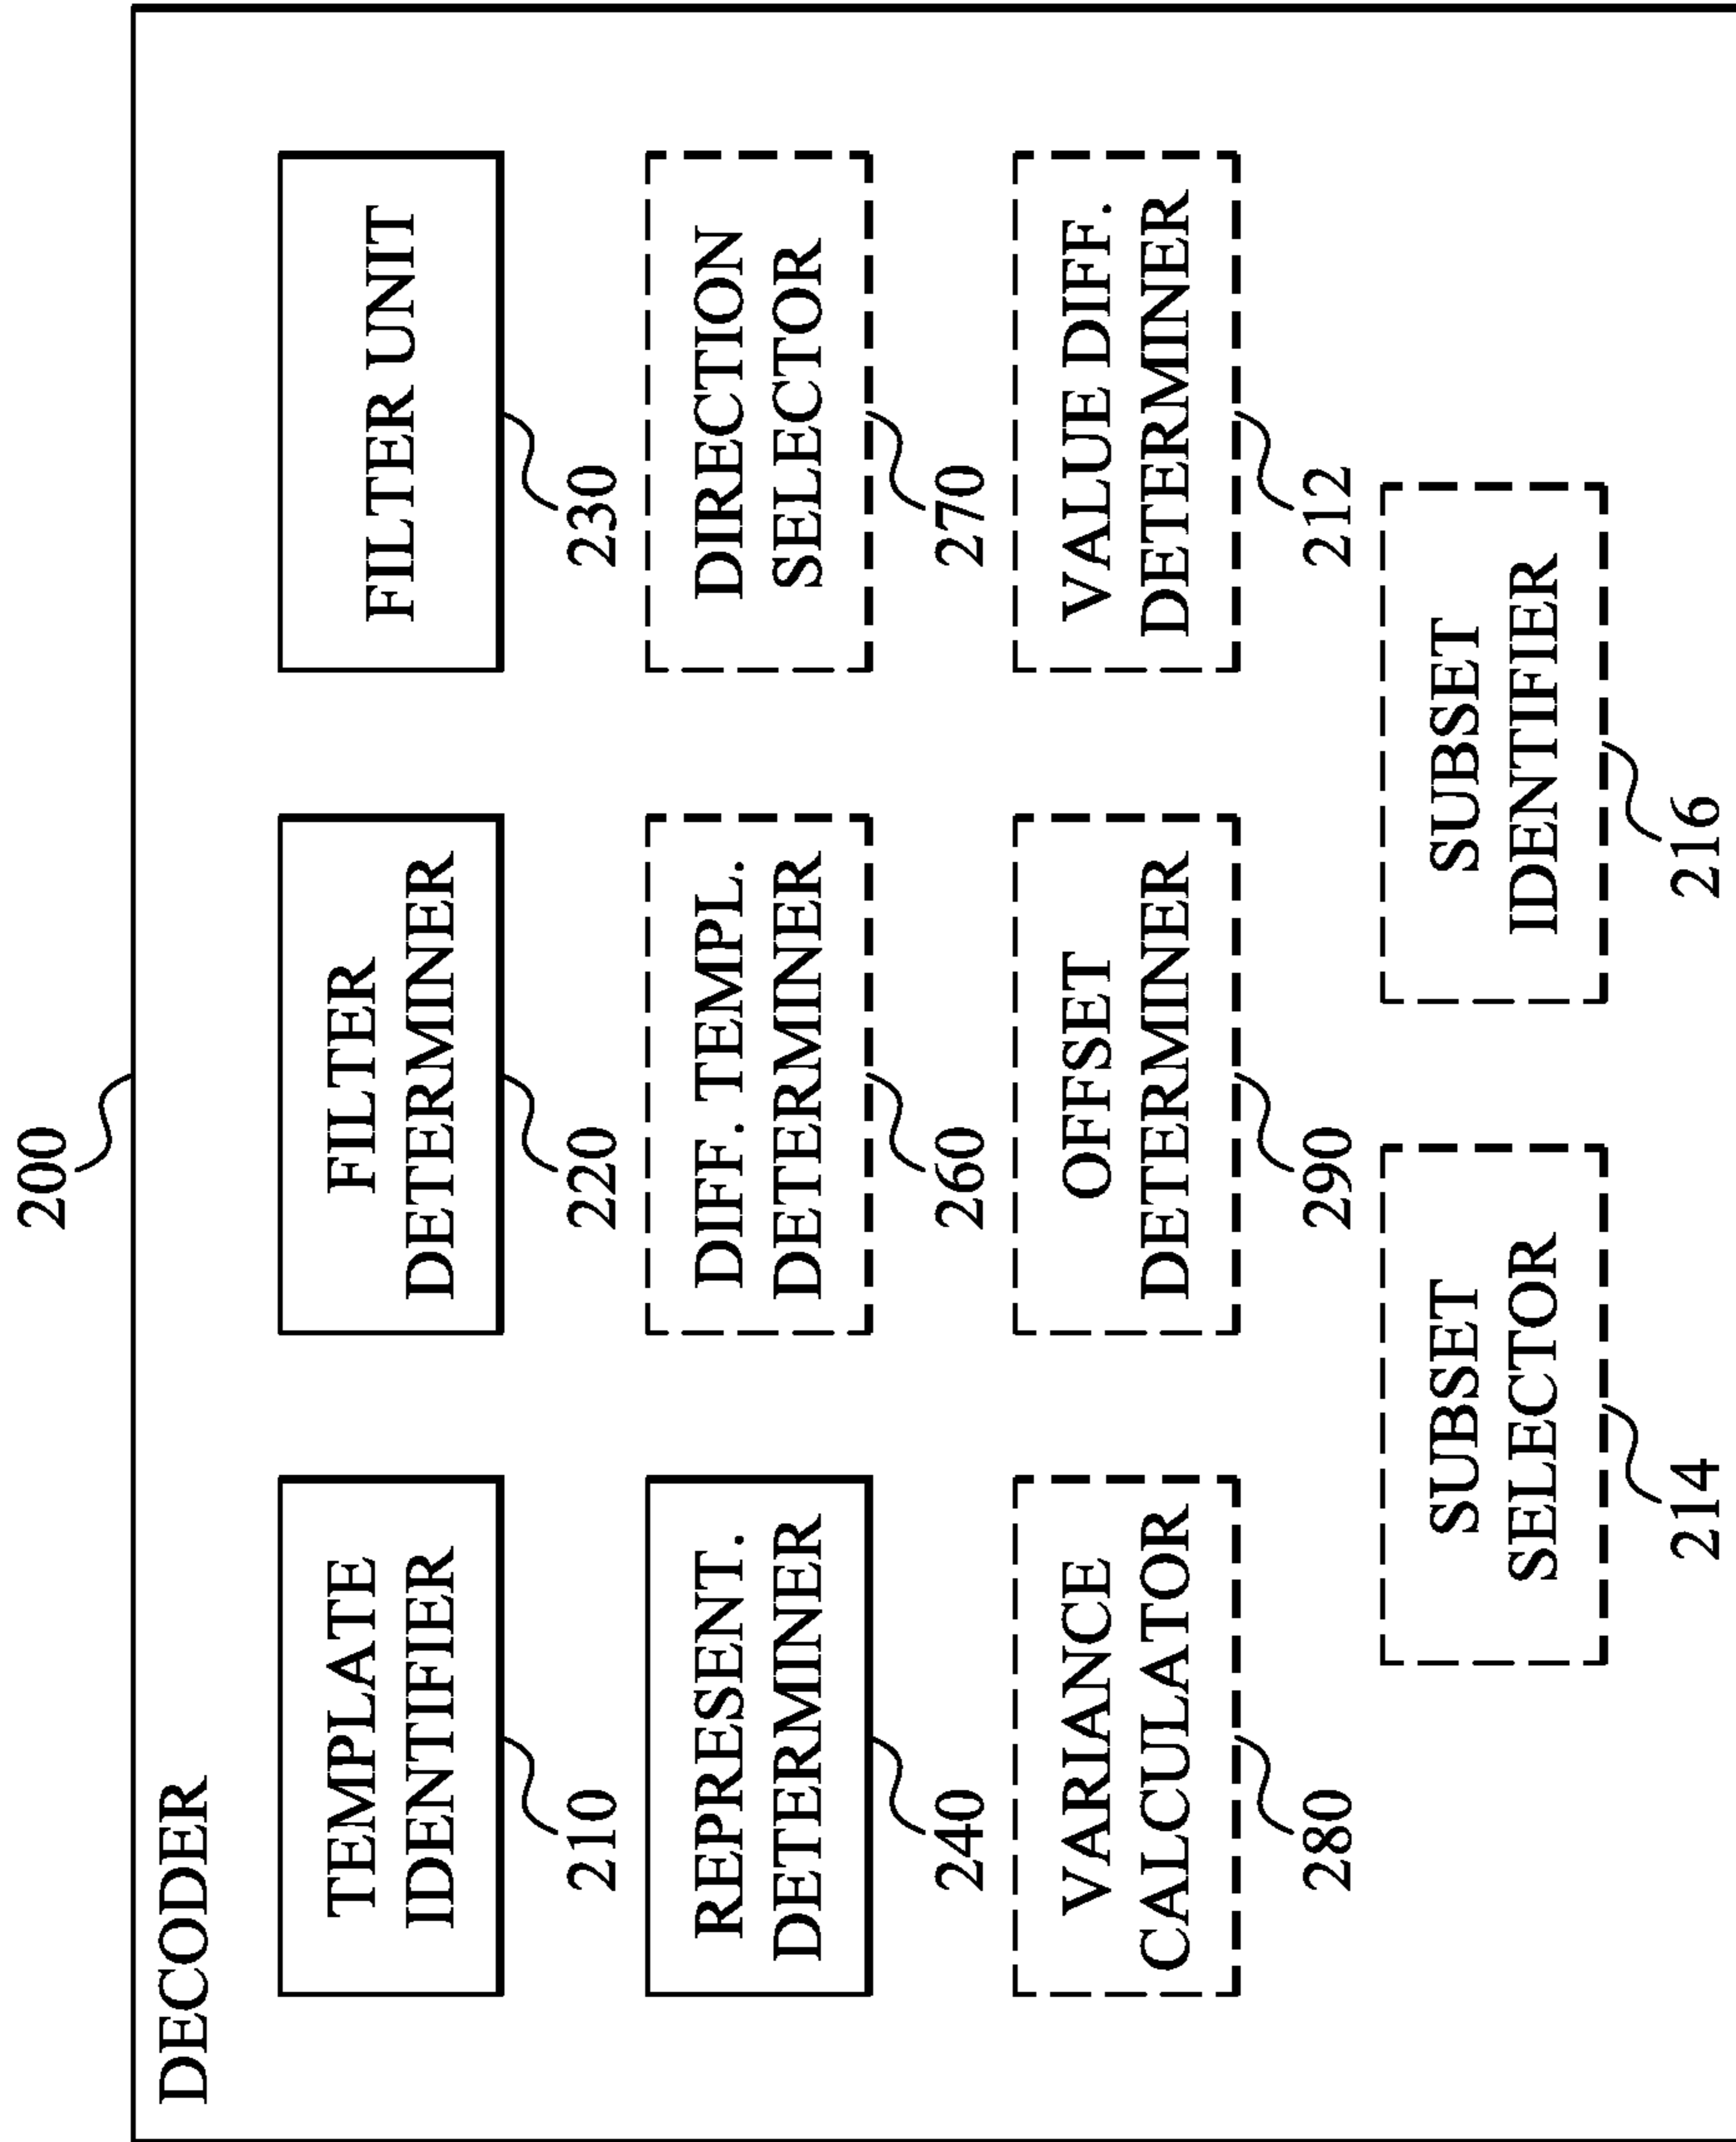 200
DECODER
TEMPLATE
IDENTIFIER
210
FILTER
DETERMINER
220
FILTER UNIT
230
REPRESENT.
DETERMINER
240
DIFF. TEMPL.
DETERMINER
260
DIRECTION
SELECTOR
270
VARIANCE
CALCULATOR
280
OFFSET
DETERMINER
290
VALUE DIFF.
DETERMINER
212
SUBSET
SELECTOR
214
SUBSET
IDENTIFIER
216